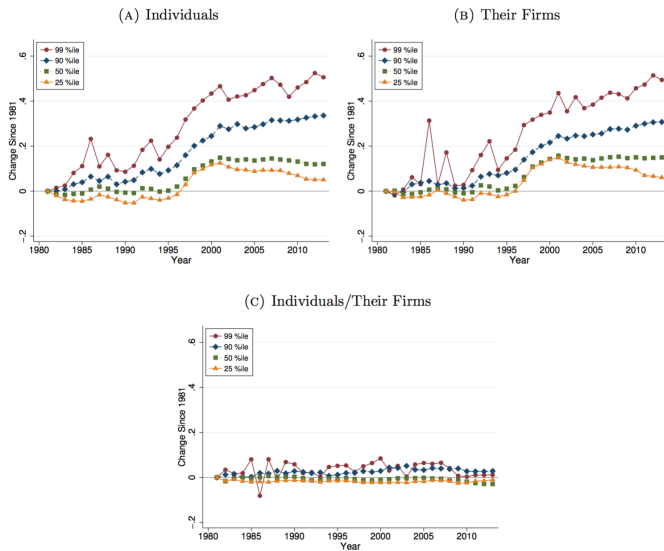 (A) Individuals
(B) Their Firms
99 %ile
90 %ile
50 %ile
25 %ile
Change Since 1981
.6
.4
.2
0
-.2
1980 1985 1990 1995 2000 2005 2010
Year
99 %ile
90 %ile
50 %ile
25 %ile
Change Since 1981
.6
.4
.2
0
-.2
1980 1985 1990 1995 2000 2005 2010
Year
(C) Individuals/Their Firms
99 %ile
90 %ile
50 %ile
25 %ile
Change Since 1981
.6
.4
.2
0
-.2
1980 1985 1990 1995 2000 2005 2010
Year